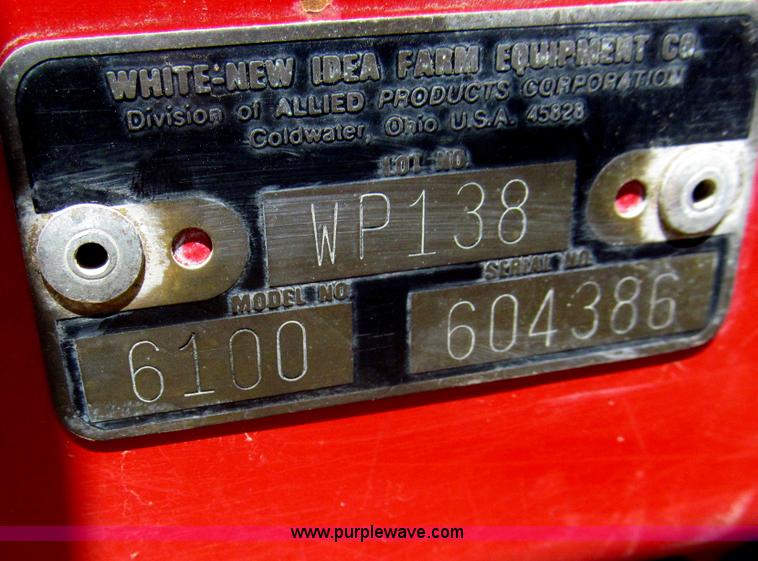 WHITE-NEW IDEA FARM EQUIPMENT CO.
Division of ALLIED PRODUCTS CORPORATION
Coldwater, Ohio U.S.A. 45828
LOT NO.
WP138
MODEL NO.
SERIAL NO.
6100
604386
www.purplewave.com